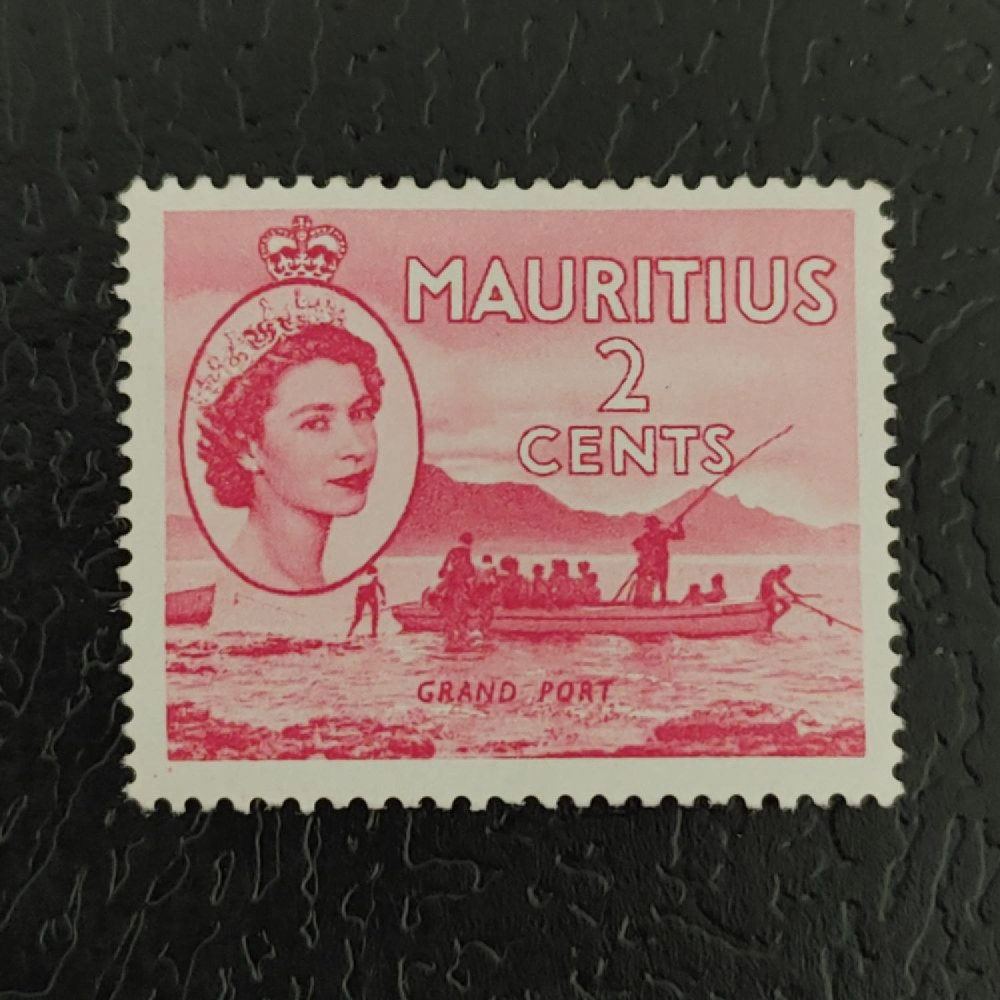 MAURITIUS
2
CENTS
GRAND PORT